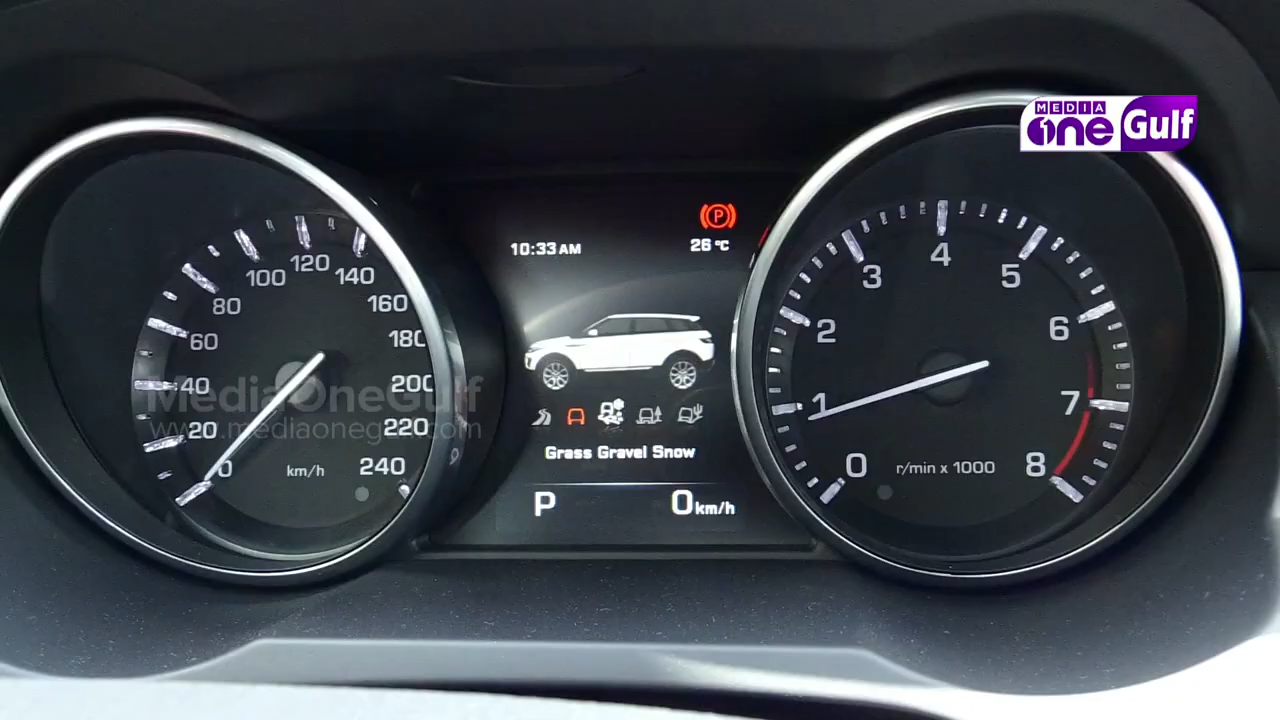 MEDIA
one Gulf
10:33 AM
26 °C
P
0
20
40
60
80
100
120
140
160
180
200
220
240
km/h
MediaOneGulf
www.mediaonegulf.com
Grass Gravel Snow
P
0 km/h
0
1
2
3
4
5
6
7
8
r/min x 1000